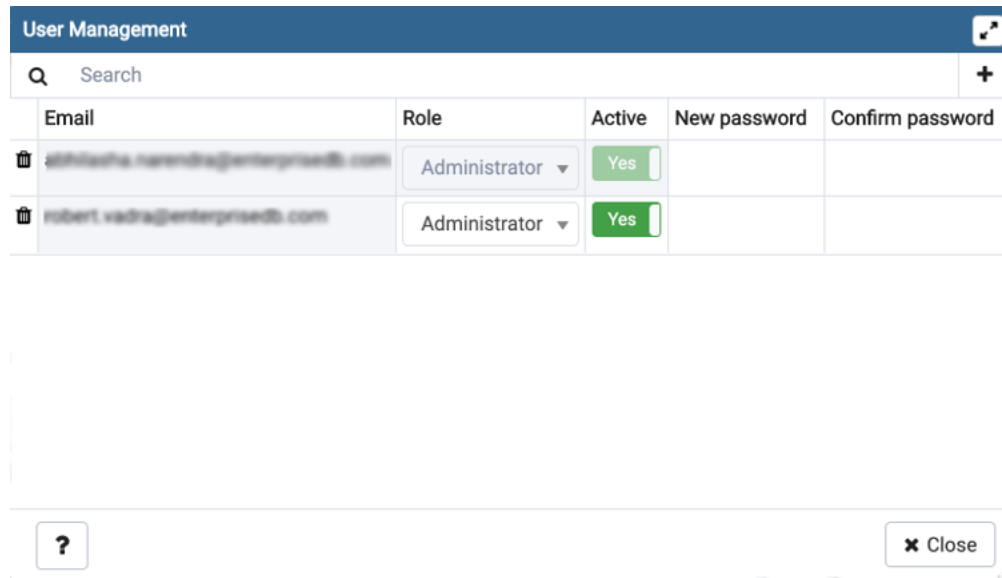 User Management
Search
Email Role Active New password Confirm password
Administrator Yes
Administrator Yes
? Close